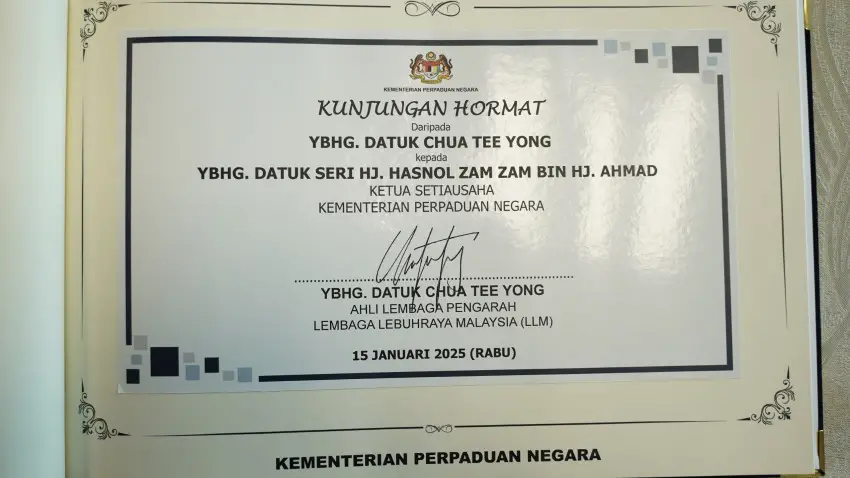 KEMENTERIAN PERPADUAN NEGARA
KUNJUNGAN HORMAT
Daripada
YBHG. DATUK CHUA TEE YONG
kepada
YBHG. DATUK SERI HJ. HASNOL ZAM ZAM BIN HJ. AHMAD
KETUA SETIAUSAHA
KEMENTERIAN PERPADUAN NEGARA
YBHG. DATUK CHUA TEE YONG
AHLI LEMBAGA PENGARAH
LEMBAGA LEBUHRAYA MALAYSIA (LLM)
15 JANUARI 2025 (RABU)
KEMENTERIAN PERPADUAN NEGARA